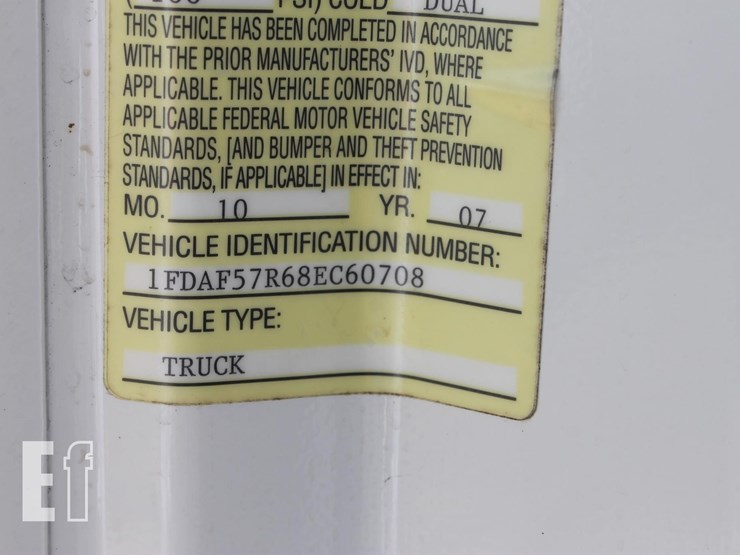 PSI) COLD DUAL
THIS VEHICLE HAS BEEN COMPLETED IN ACCORDANCE
WITH THE PRIOR MANUFACTURERS' IVD, WHERE
APPLICABLE. THIS VEHICLE CONFORMS TO ALL
APPLICABLE FEDERAL MOTOR VEHICLE SAFETY
STANDARDS, [AND BUMPER AND THEFT PREVENTION
STANDARDS, IF APPLICABLE] IN EFFECT IN:
MO. 10 YR. 07
VEHICLE IDENTIFICATION NUMBER:
1FDAF57R68EC60708
VEHICLE TYPE:
TRUCK
Ef